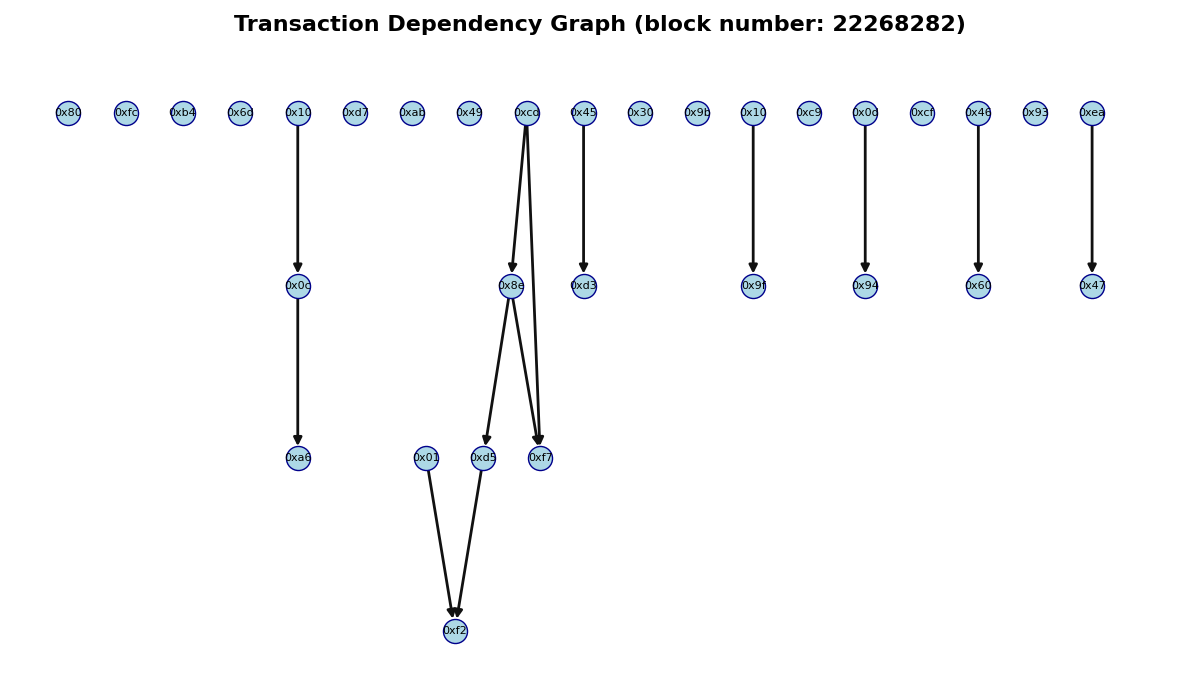 Transaction Dependency Graph (block number: 22268282)
0x80 0xfc 0xb4 0x6d 0x10 0xd7 0xab 0x49 0xcd 0x45 0x30 0x9b 0x10 0xc9 0x0d 0xcf 0x46 0x93 0xea
0x0c 0x8e 0xd3 0x9f 0x94 0x60 0x47
0xa6 0x01 0xd5 0xf7
0xf2